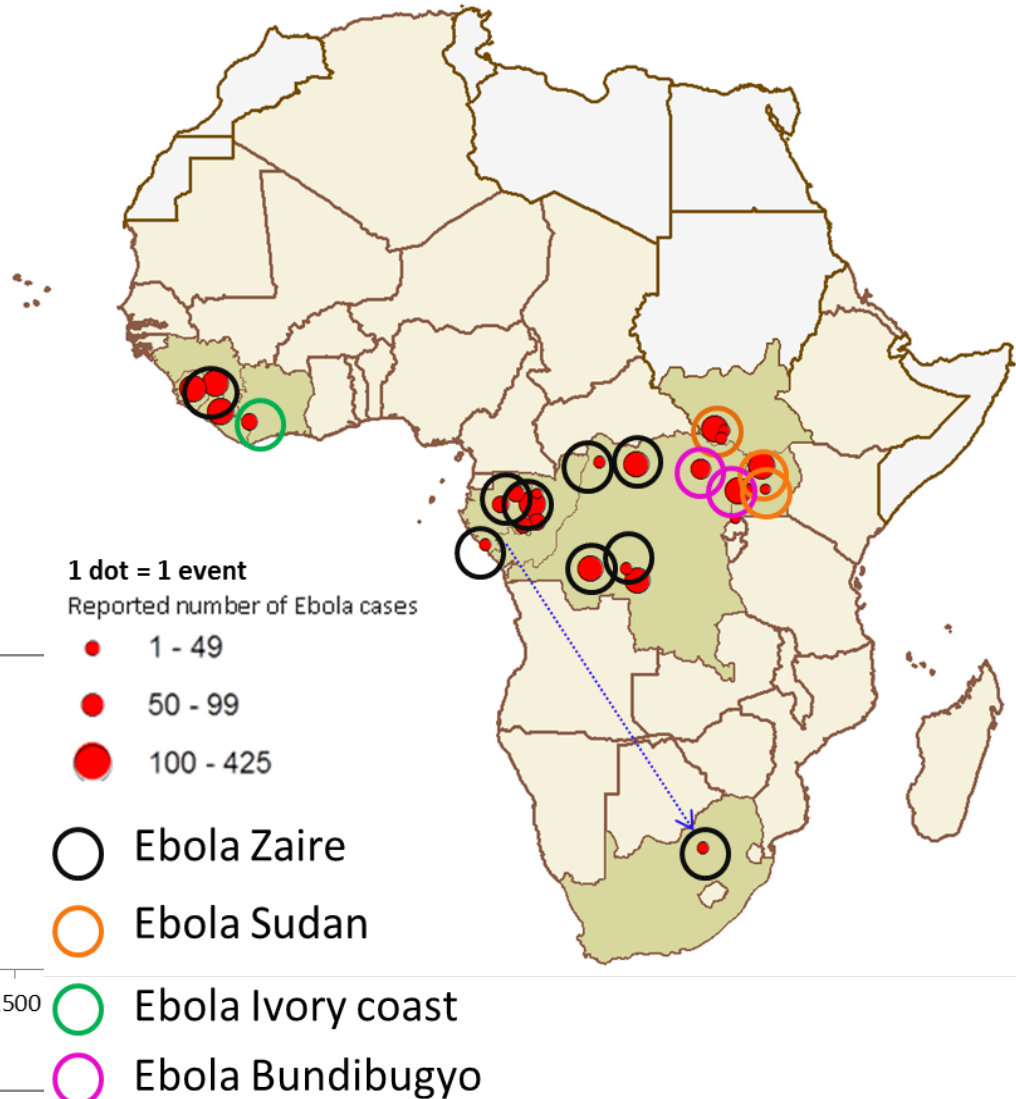 1 dot = 1 event
Reported number of Ebola cases
1 - 49
50 - 99
100 - 425
Ebola Zaire
Ebola Sudan
500
Ebola Ivory coast
Ebola Bundibugyo